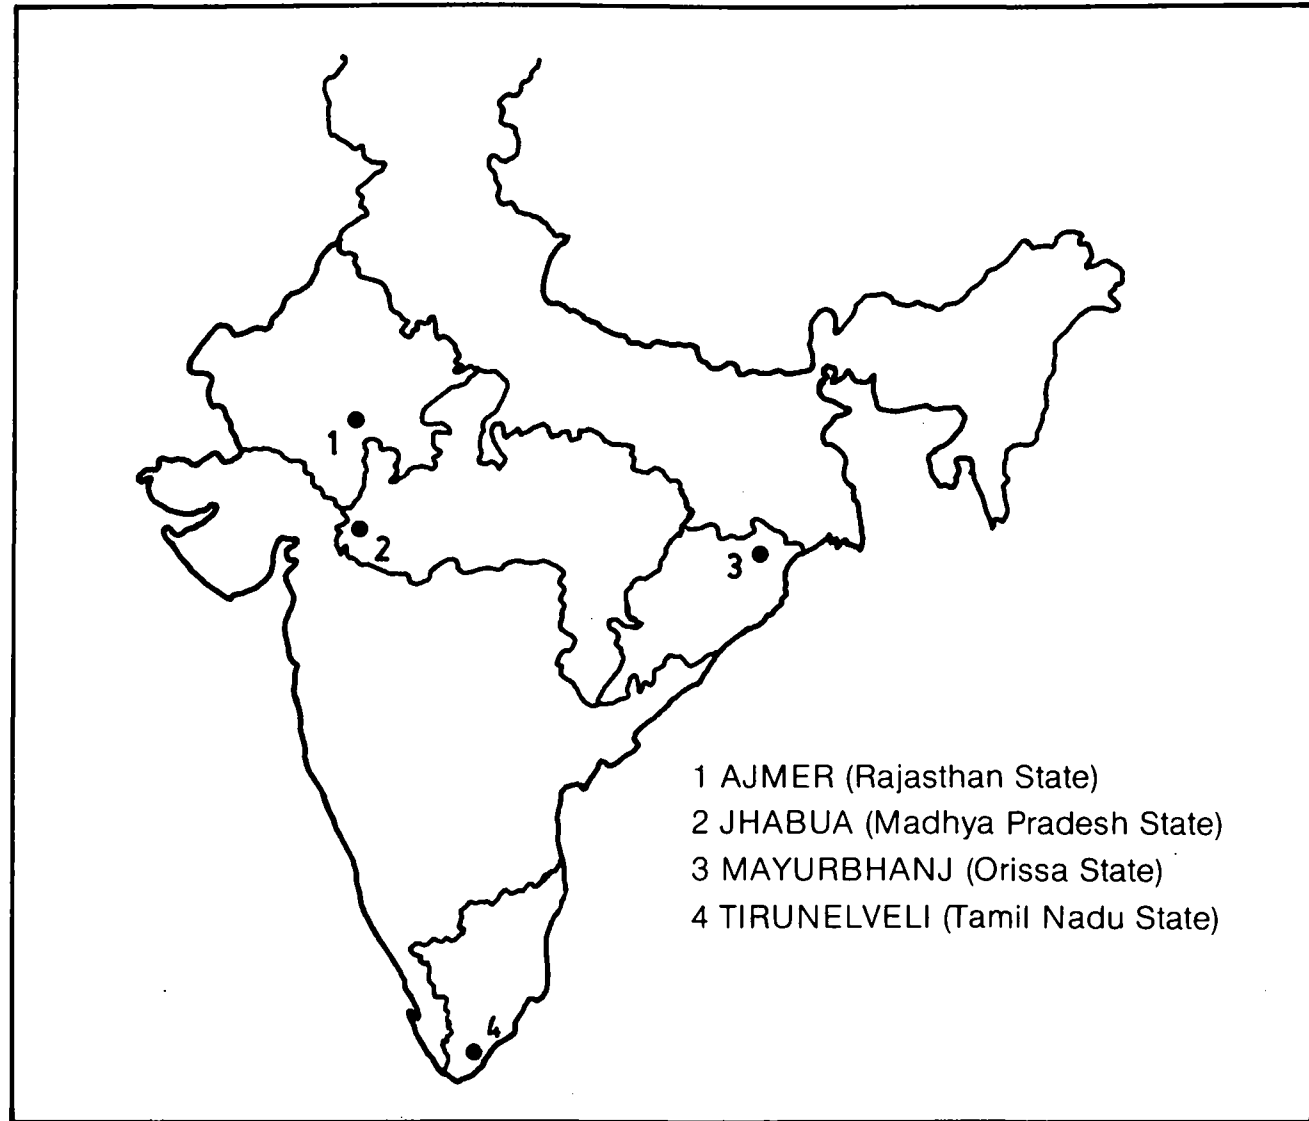 1
2
3
1 AJMER (Rajasthan State)
2 JHABUA (Madhya Pradesh State)
3 MAYURBHANJ (Orissa State)
4 TIRUNELVELI (Tamil Nadu State)
4